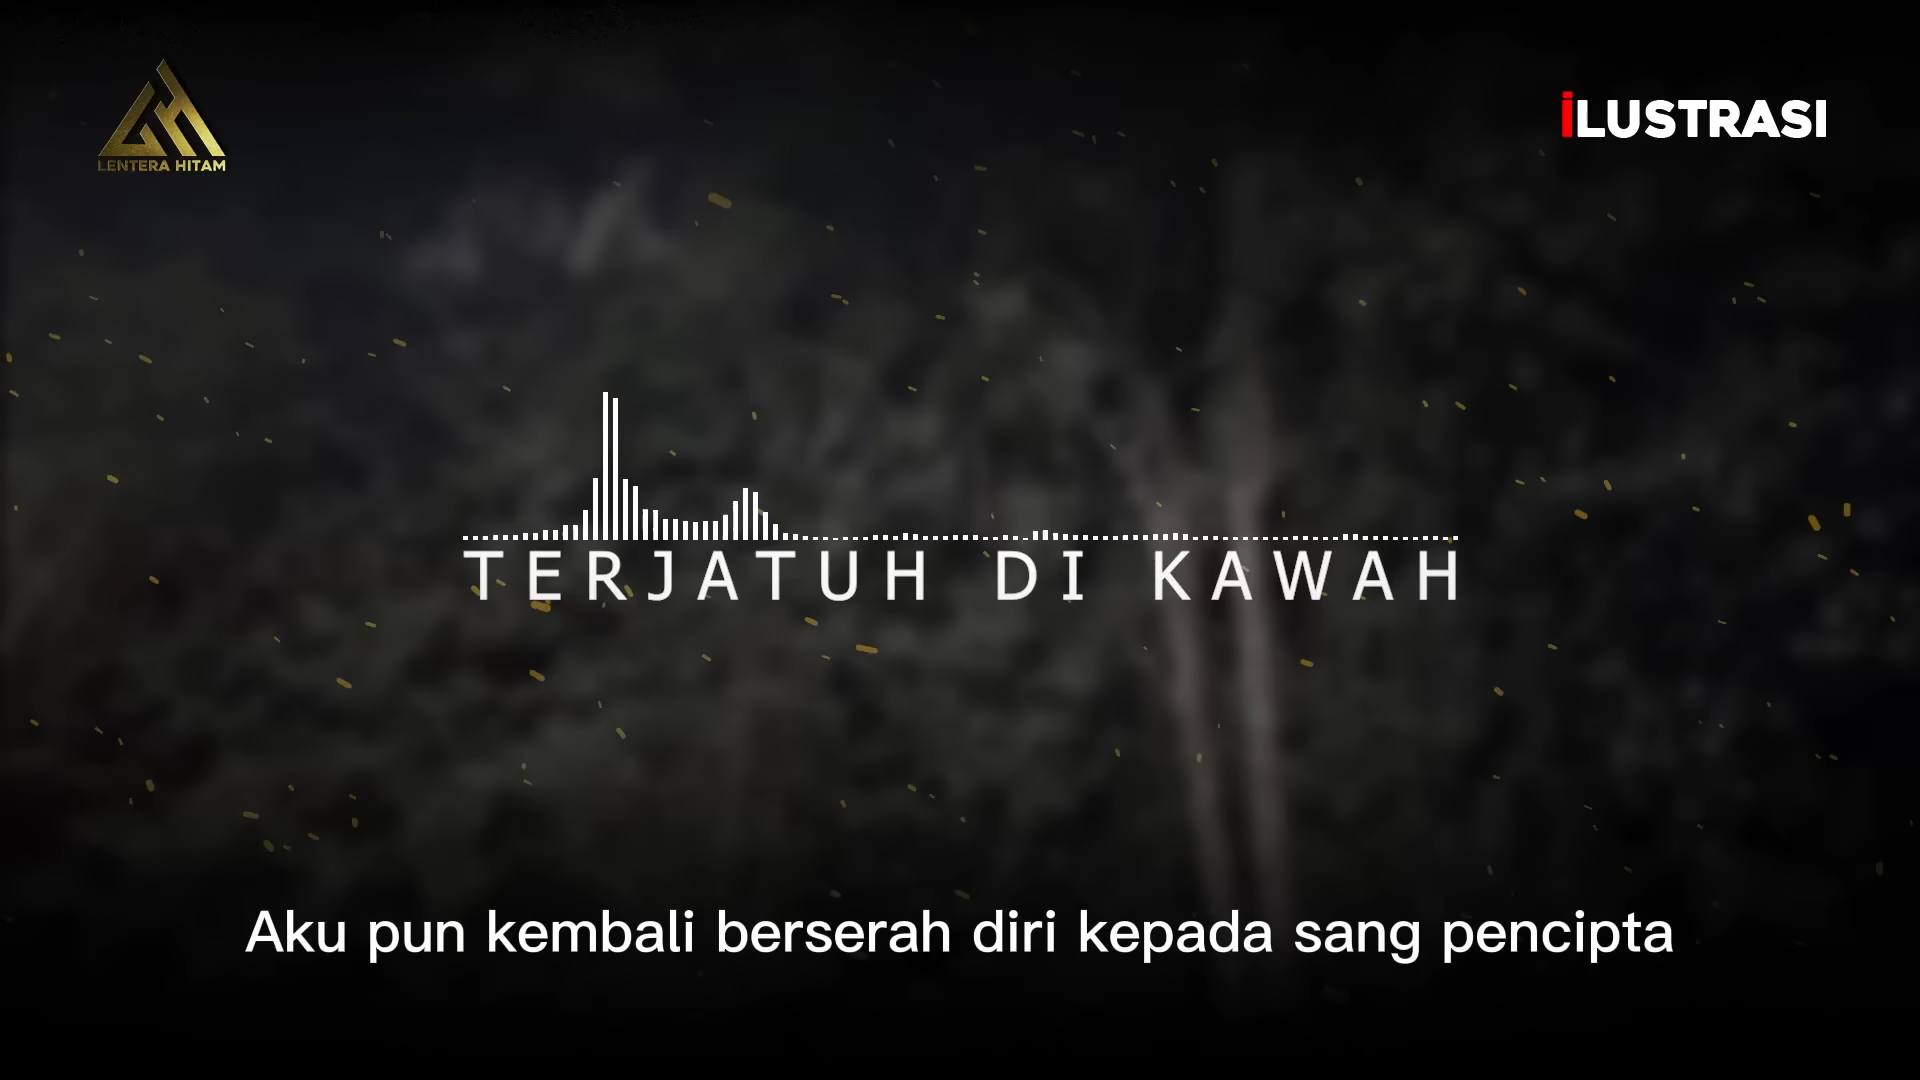 LENTERA HITAM
iLUSTRASI
TERJATUH DI KAWAH
Aku pun kembali berserah diri kepada sang pencipta